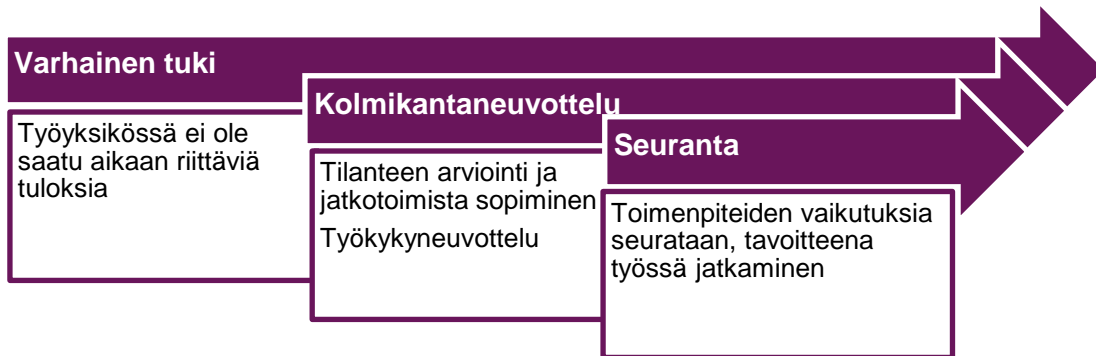 Varhainen tuki
Työyksikössä ei ole
saatu aikaan riittäviä
tuloksia
Kolmikantaneuvottelu
Tilanteen arviointi ja
jatkotoimista sopiminen
Työkykyneuvottelu
Seuranta
Toimenpiteiden vaikutuksia
seurataan, tavoitteena
työssä jatkaminen